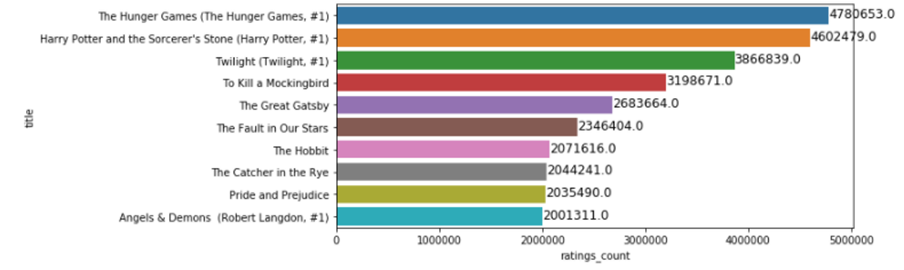 The Hunger Games (The Hunger Games, #1) 4780653.0
Harry Potter and the Sorcerer's Stone (Harry Potter, #1) 4602479.0
Twilight (Twilight, #1) 3866839.0
To Kill a Mockingbird 3198671.0
The Great Gatsby 2683664.0
title
The Fault in Our Stars 2346404.0
The Hobbit 2071616.0
The Catcher in the Rye 2044241.0
Pride and Prejudice 2035490.0
Angels & Demons  (Robert Langdon, #1) 2001311.0
0 1000000 2000000 3000000 4000000 5000000
ratings_count